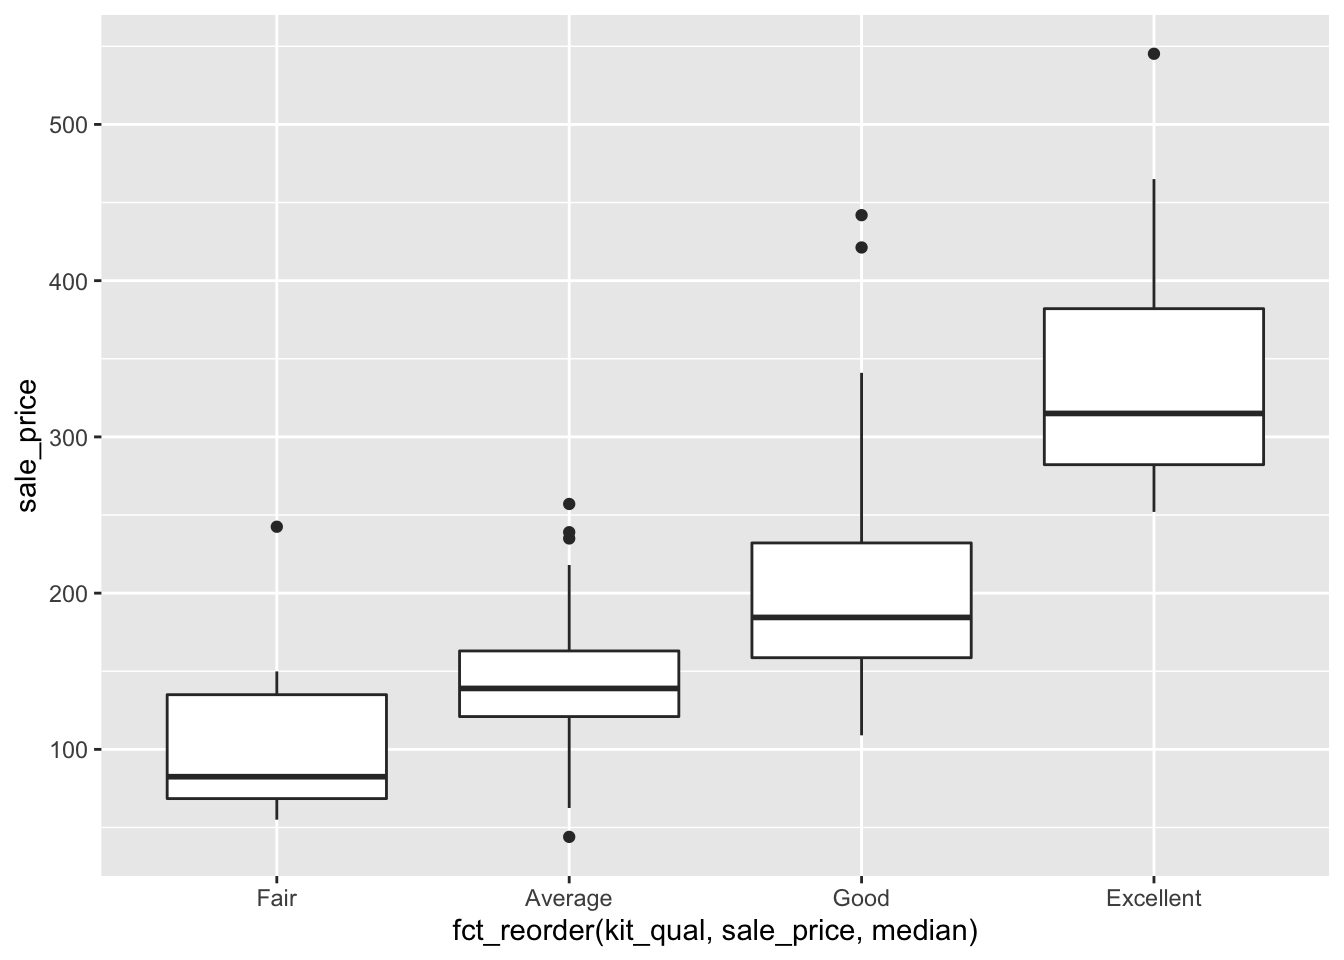 sale_price
500
400
300
200
100
Fair
Average
Good
Excellent
fct_reorder(kit_qual, sale_price, median)